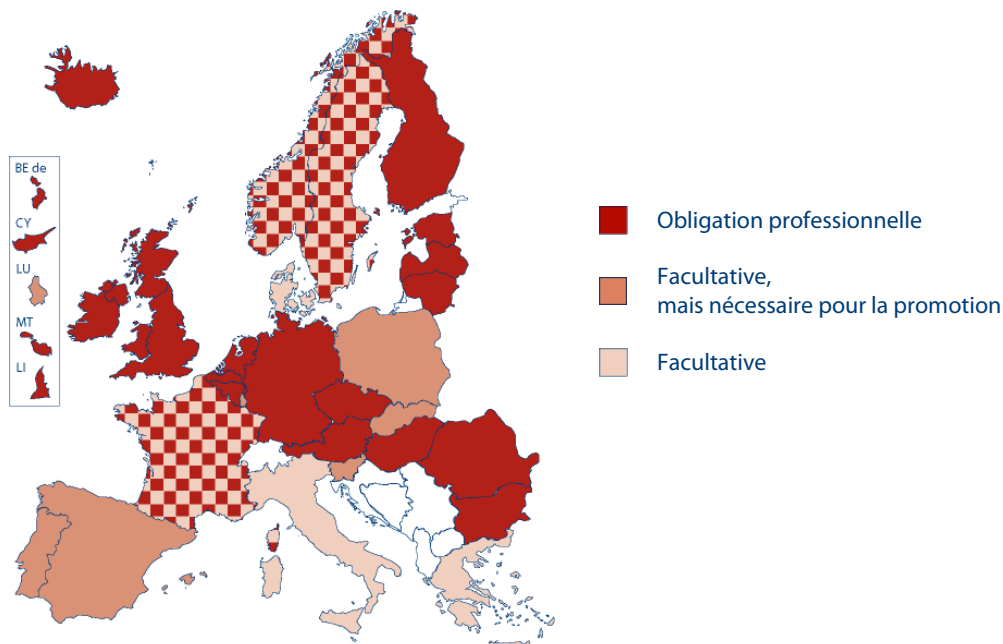 BE de
CY
LU
MT
LI
Obligation professionnelle
Facultative,
mais nécessaire pour la promotion
Facultative